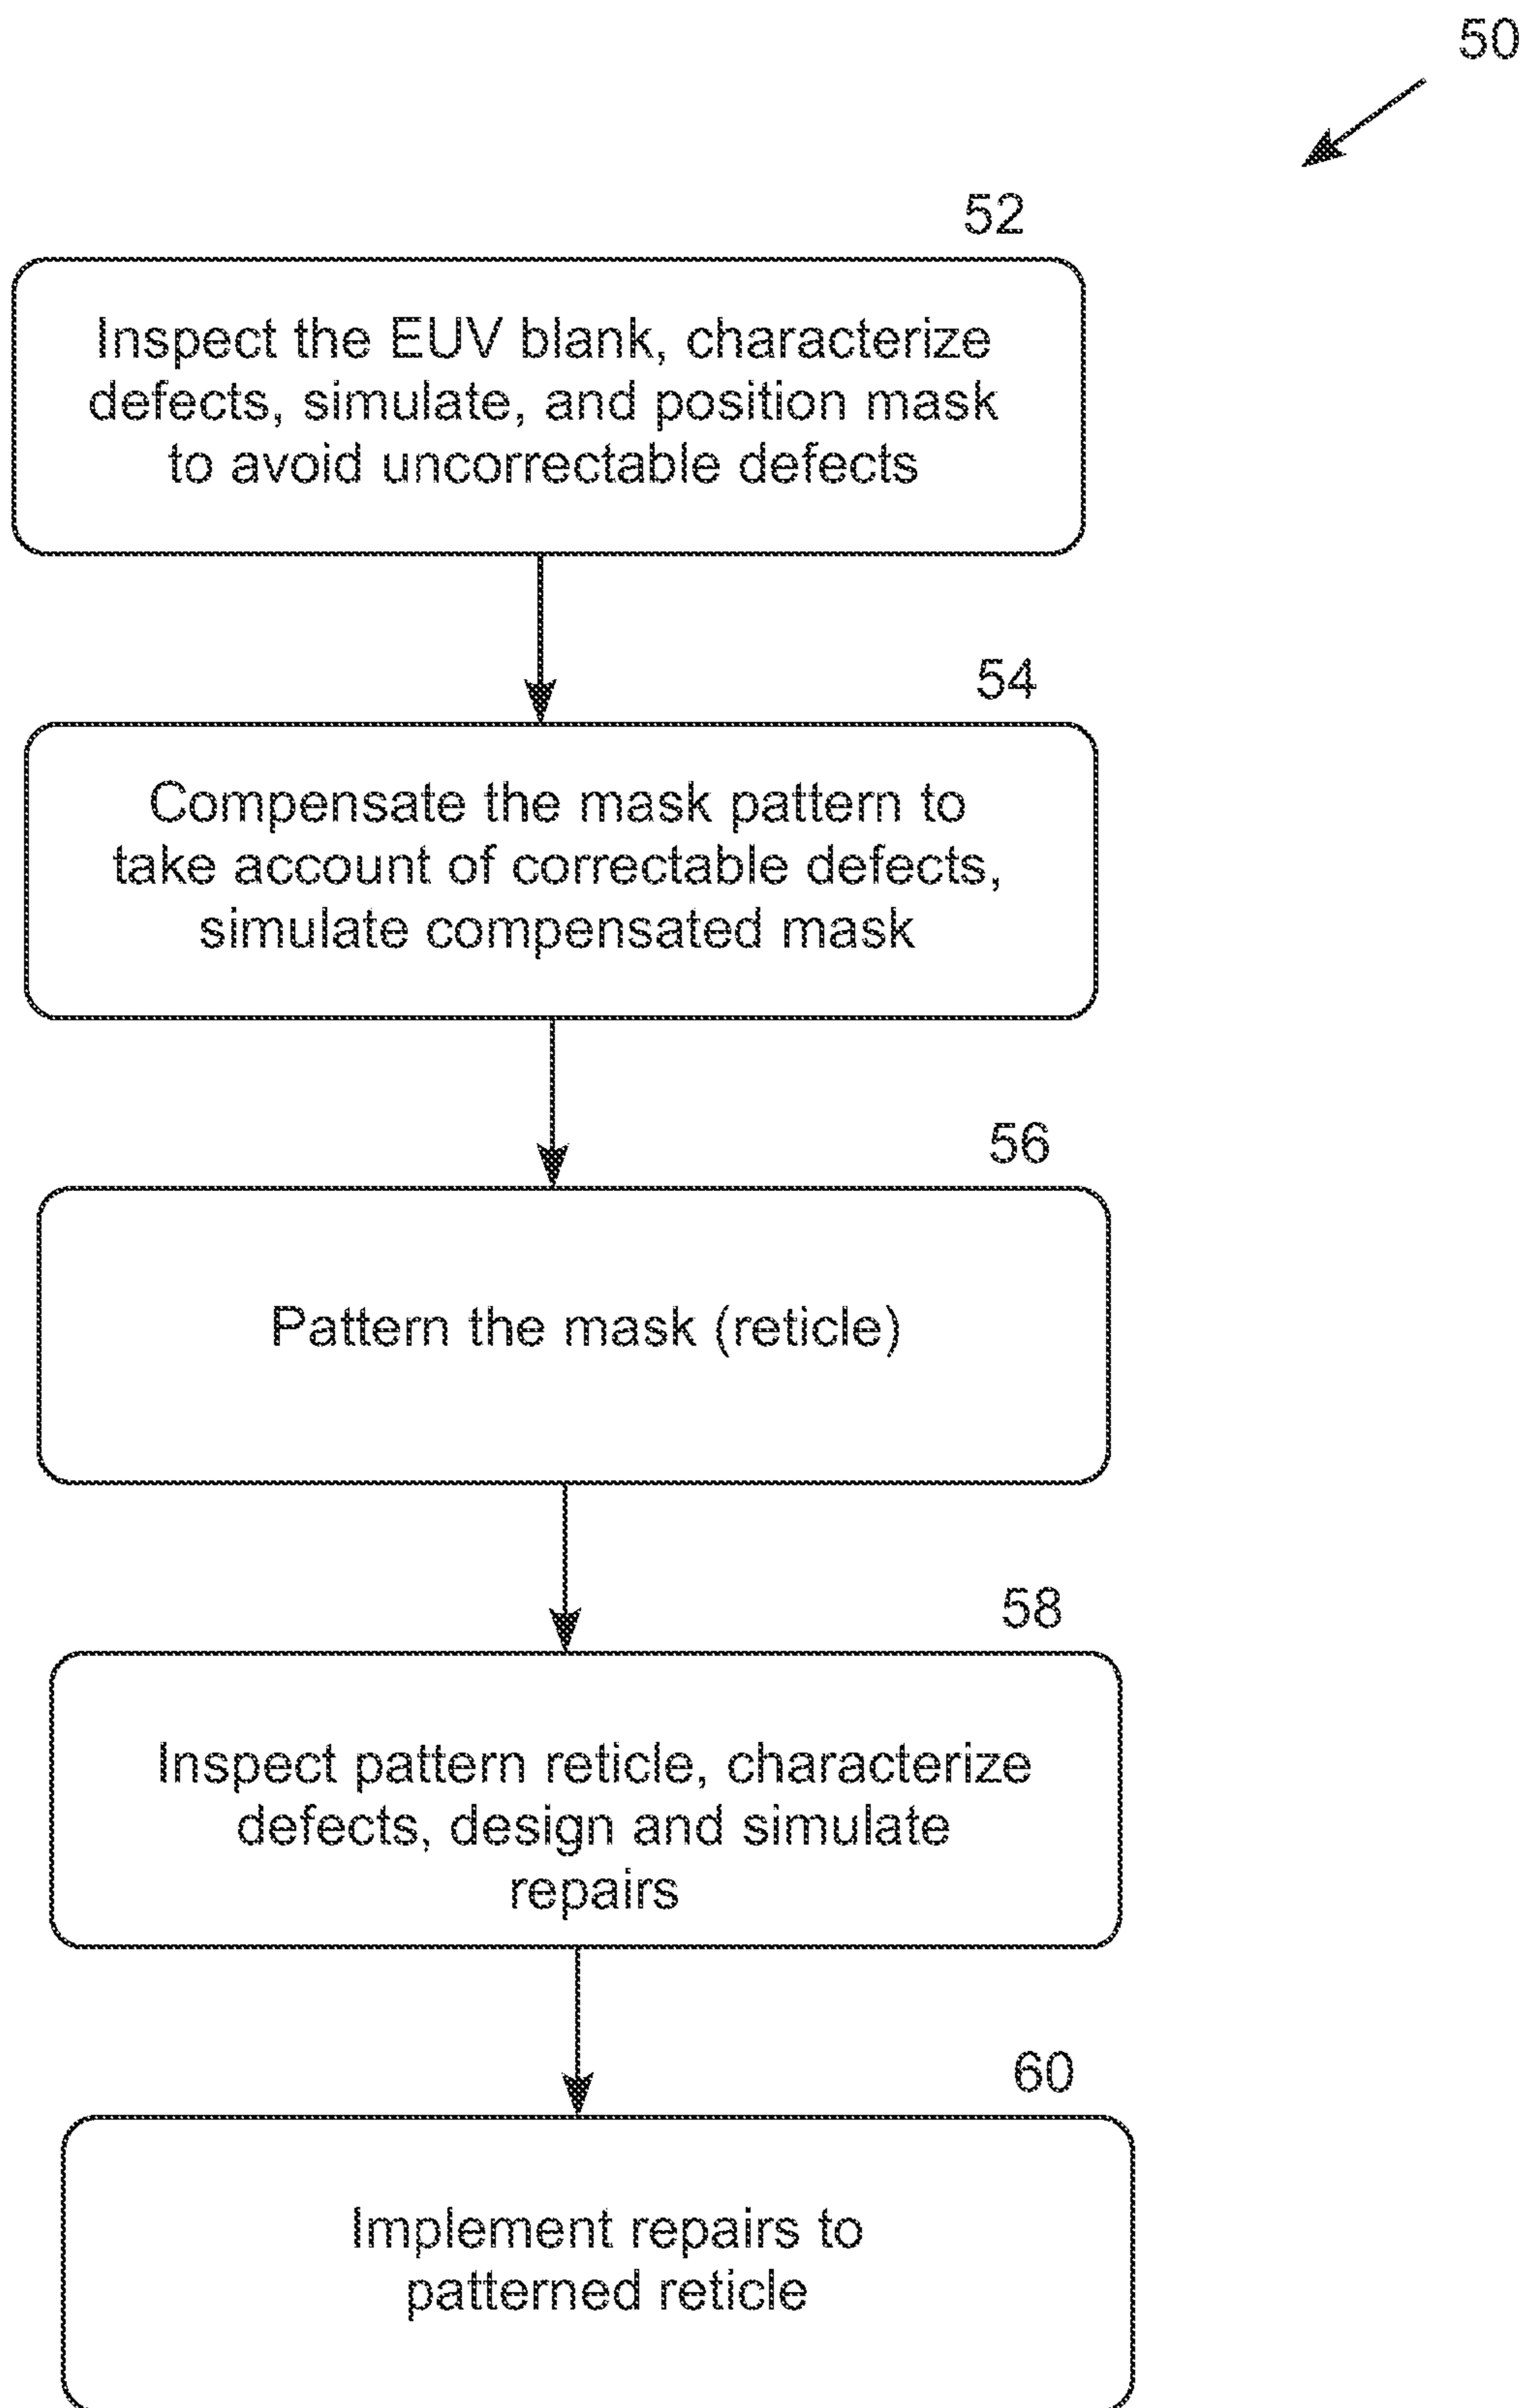 50
52
Inspect the EUV blank, characterize
defects, simulate, and position mask
to avoid uncorrectable defects
54
Compensate the mask pattern to
take account of correctable defects,
simulate compensated mask
56
Pattern the mask (reticle)
58
Inspect pattern reticle, characterize
defects, design and simulate
repairs
60
Implement repairs to
patterned reticle